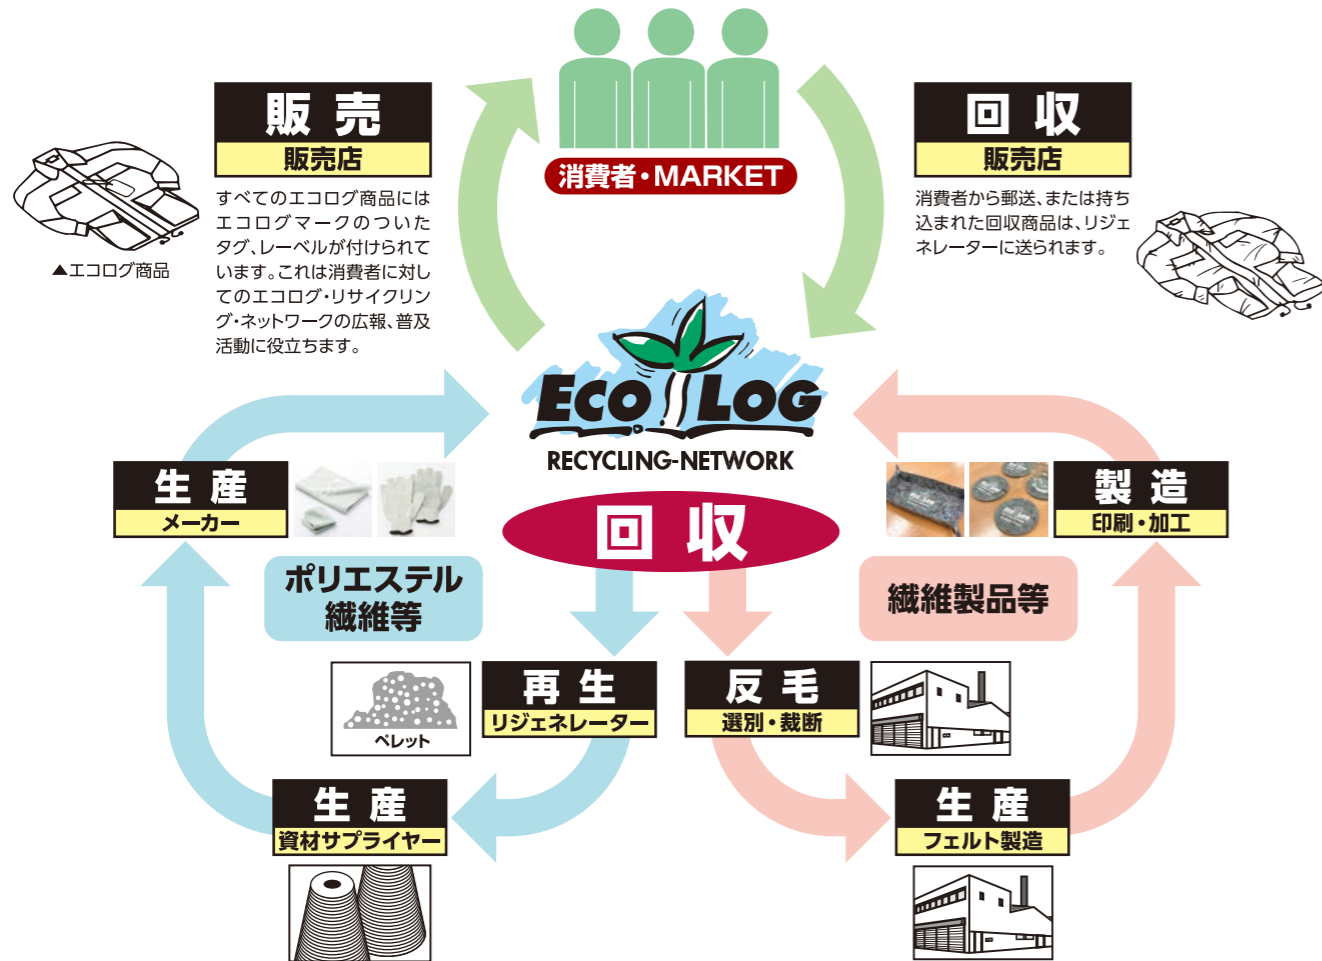 消費者・MARKET
販売
販売店
すべてのエコログ商品には
エコログマークのついた
タグ、レーベルが付けられて
います。これは消費者に対し
てのエコログ・リサイクリン
グ・ネットワークの広報、普及
活動に役立ちます。
▲エコログ商品
回収
販売店
消費者から郵送、または持ち
込まれた回収商品は、リジェ
ネレーターに送られます。
ECO LOG
RECYCLING-NETWORK
回収
生産
メーカー
ポリエステル
繊維等
製造
印刷・加工
繊維製品等
ペレット
再生
リジェネレーター
反毛
選別・裁断
生産
資材サプライヤー
生産
フェルト製造